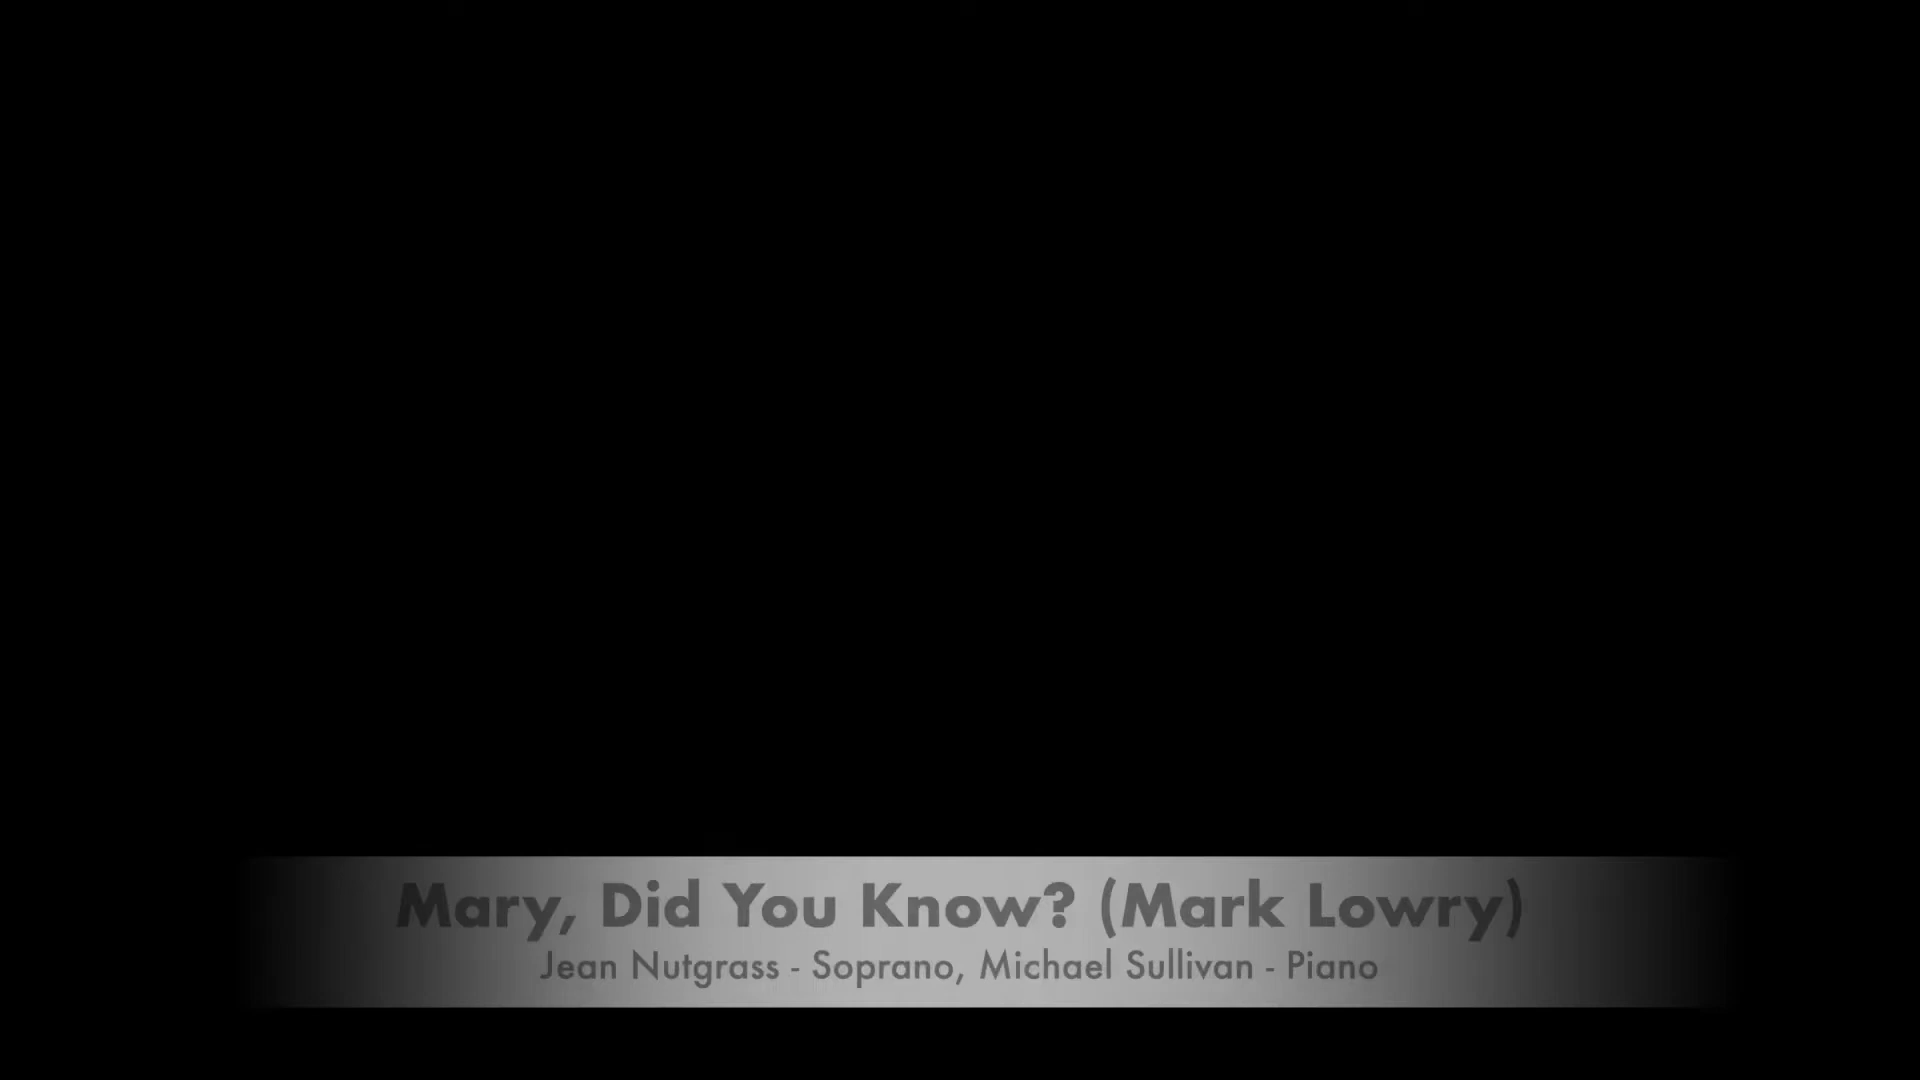 Mary, Did You Know? (Mark Lowry)
Jean Nutgrass - Soprano, Michael Sullivan - Piano